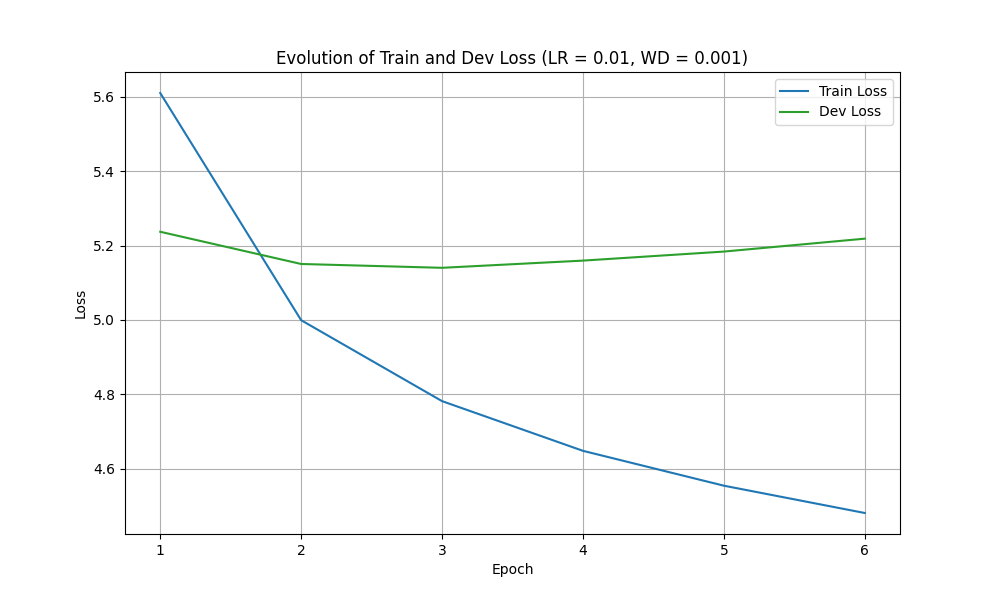 Evolution of Train and Dev Loss (LR = 0.01, WD = 0.001)
Train Loss
Dev Loss
Loss
5.6
5.4
5.2
5.0
4.8
4.6
1 2 3 4 5 6
Epoch